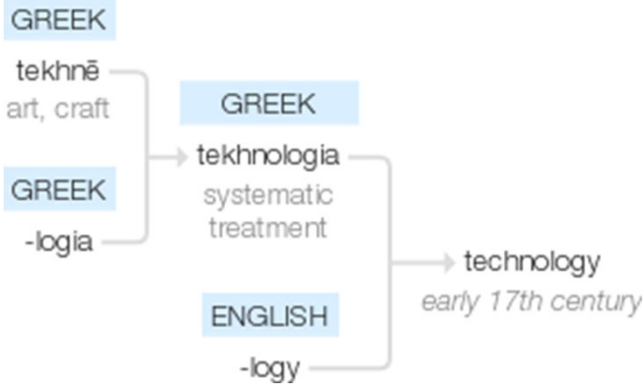 GREEK
tekhnē
art, craft
GREEK
-logia
GREEK
tekhnologia
systematic
treatment
ENGLISH
-logy
technology
early 17th century